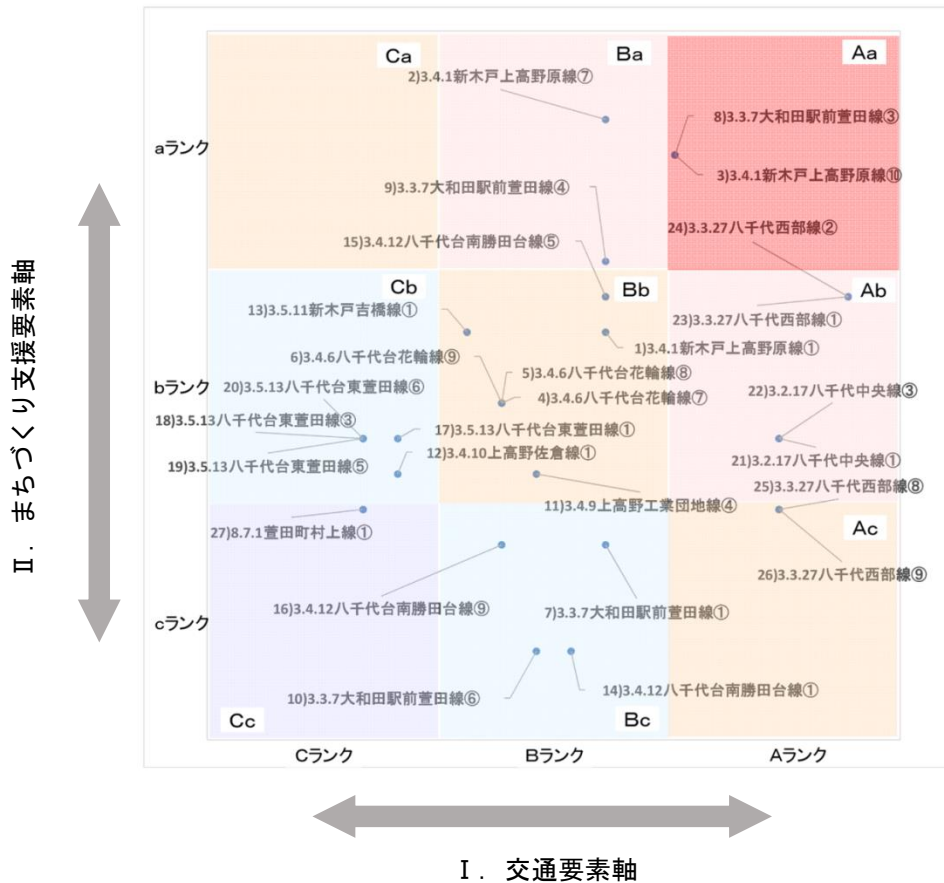 Ca
Ba
Aa
2)3.4.1新木戸上高野原線⑦
8)3.3.7大和田駅前萱田線③
aランク
3)3.4.1新木戸上高野原線⑩
9)3.3.7大和田駅前萱田線④
24)3.3.27八千代西部線②
15)3.4.12八千代台南勝田台線⑤
Cb
Bb
Ab
13)3.5.11新木戸吉橋線①
23)3.3.27八千代西部線①
1)3.4.1新木戸上高野原線①
6)3.4.6八千代台花輪線⑨
5)3.4.6八千代台花輪線⑧
bランク
20)3.5.13八千代台東萱田線⑥
22)3.2.17八千代中央線③
4)3.4.6八千代台花輪線⑦
18)3.5.13八千代台東萱田線③
17)3.5.13八千代台東萱田線①
12)3.4.10上高野佐倉線①
21)3.2.17八千代中央線①
19)3.5.13八千代台東萱田線⑤
25)3.3.27八千代西部線⑧
11)3.4.9上高野工業団地線④
Ac
27)8.7.1萱田町村上線①
26)3.3.27八千代西部線⑨
16)3.4.12八千代台南勝田台線⑨
7)3.3.7大和田駅前萱田線①
cランク
14)3.4.12八千代台南勝田台線①
10)3.3.7大和田駅前萱田線⑥
Cc
Bc
Cランク
Bランク
Aランク
Ⅱ．まちづくり支援要素軸
Ⅰ．交通要素軸